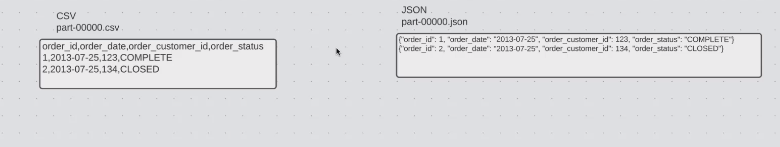 CSV
part-00000.csv
order_id,order_date,order_customer_id,order_status
1,2013-07-25,123,COMPLETE
2,2013-07-25,134,CLOSED
JSON
part-00000.json
{"order_id": 1, "order_date": "2013-07-25", "order_customer_id": 123, "order_status": "COMPLETE"}
{"order_id": 2, "order_date": "2013-07-25", "order_customer_id": 134, "order_status": "CLOSED"}